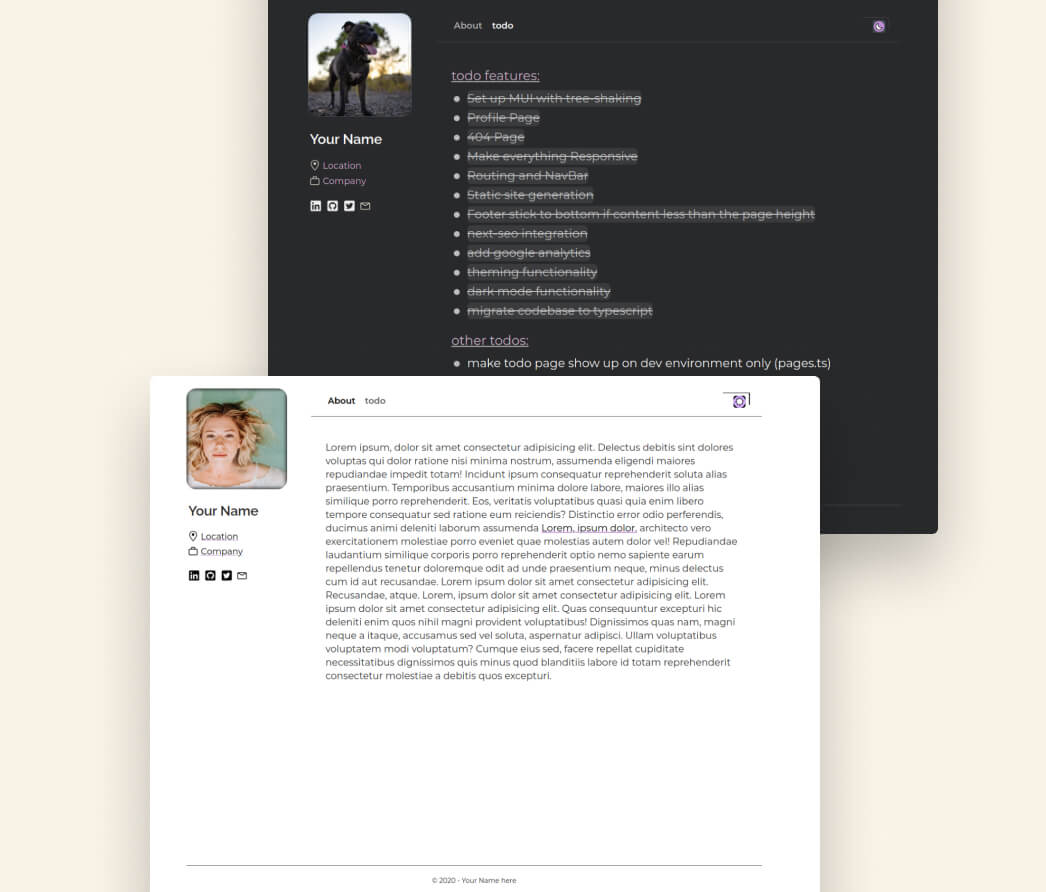 About todo
Your Name
Location
Company
todo features:
Set up MUI with tree-shaking
Profile Page
404 Page
Make everything Responsive
Routing and NavBar
Static site generation
Footer stick to bottom if content less than the page height
next-seo integration
add google analytics
theming functionality
dark mode functionality
migrate codebase to typescript
other todos:
make todo page show up on dev environment only (pages.ts)
About todo
Your Name
Location
Company
Lorem ipsum, dolor sit amet consectetur adipisicing elit. Delectus debitis sint dolores
voluptas qui dolor ratione nisi minima nostrum, assumenda eligendi maiores
repudiandae impedit totam! Incidunt ipsum consequatur reprehenderit soluta alias
praesentium. Temporibus accusantium minima dolore labore, maiores illo alias
similique porro reprehenderit. Eos, veritatis voluptatibus quasi quia enim libero
tempore consequatur sed ratione eum reiciendis? Distinctio error odio perferendis,
ducimus animi deleniti laborum assumenda Lorem, ipsum dolor. architecto vero
exercitationem molestiae porro eveniet quae molestias autem dolor vel! Repudiandae
laudantium similique corporis porro reprehenderit optio nemo sapiente earum
repellendus tenetur doloremque odit ad unde praesentium neque, minus delectus
cum id aut recusandae. Lorem ipsum dolor sit amet consectetur adipisicing elit.
Recusandae, atque. Lorem, ipsum dolor sit amet consectetur adipisicing elit. Lorem
ipsum dolor sit amet consectetur adipisicing elit. Quas consequuntur excepturi hic
deleniti enim quos nihil magni provident voluptatibus! Dignissimos quas nam, magni
neque a itaque, accusamus sed vel soluta, aspernatur adipisci. Ullam voluptatibus
voluptatem modi voluptatum? Cumque eius sed, facere repellat cupiditate
necessitatibus dignissimos quis minus quod blanditiis labore id totam reprehenderit
consectetur molestiae a debitis quos excepturi.
© 2020 - Your Name here